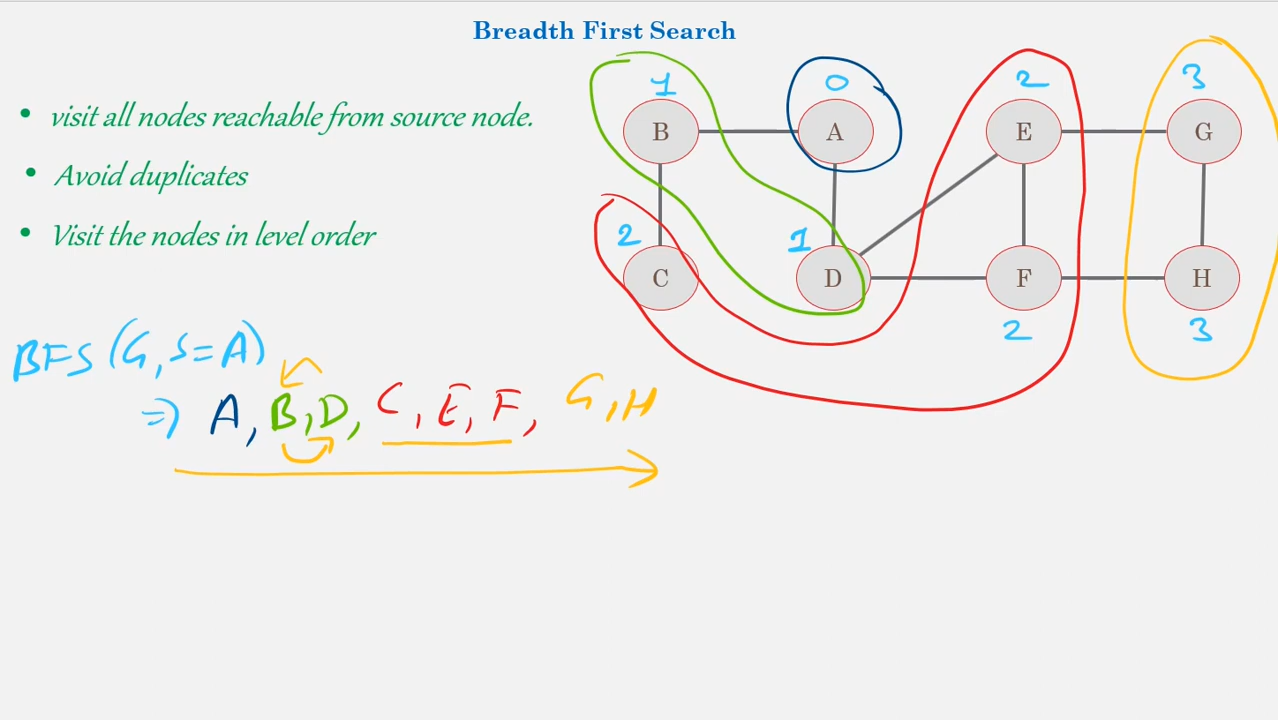 Breadth First Search
• visit all nodes reachable from source node.
• Avoid duplicates
• Visit the nodes in level order
BFS (G, S=A)
⇒ A, B, D, C, E, F, G, H
1 0 2 3
B A E G
2 1
C D F H
2 3